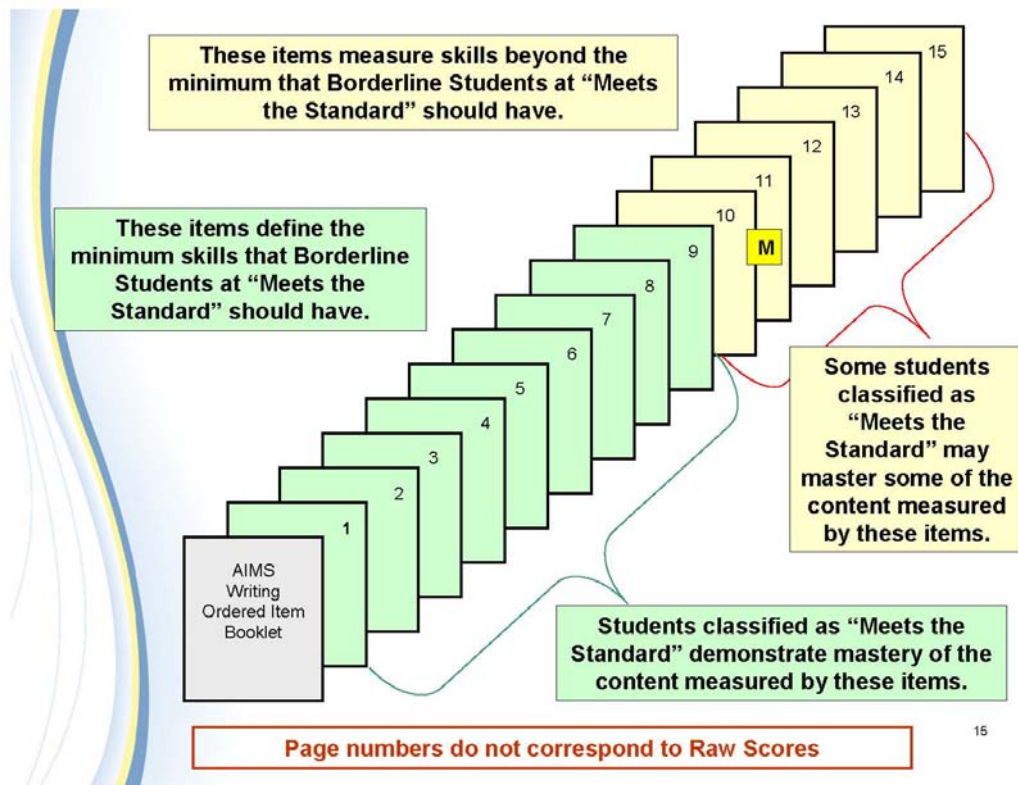 These items measure skills beyond the
minimum that Borderline Students at “Meets
the Standard” should have.
15
14
13
12
11
10
M
These items define the
minimum skills that Borderline
Students at “Meets the
Standard” should have.
9
8
7
6
5
4
3
2
1
AIMS
Writing
Ordered Item
Booklet
Some students
classified as
“Meets the
Standard” may
master some of the
content measured
by these items.
Students classified as “Meets the
Standard” demonstrate mastery of the
content measured by these items.
Page numbers do not correspond to Raw Scores
15